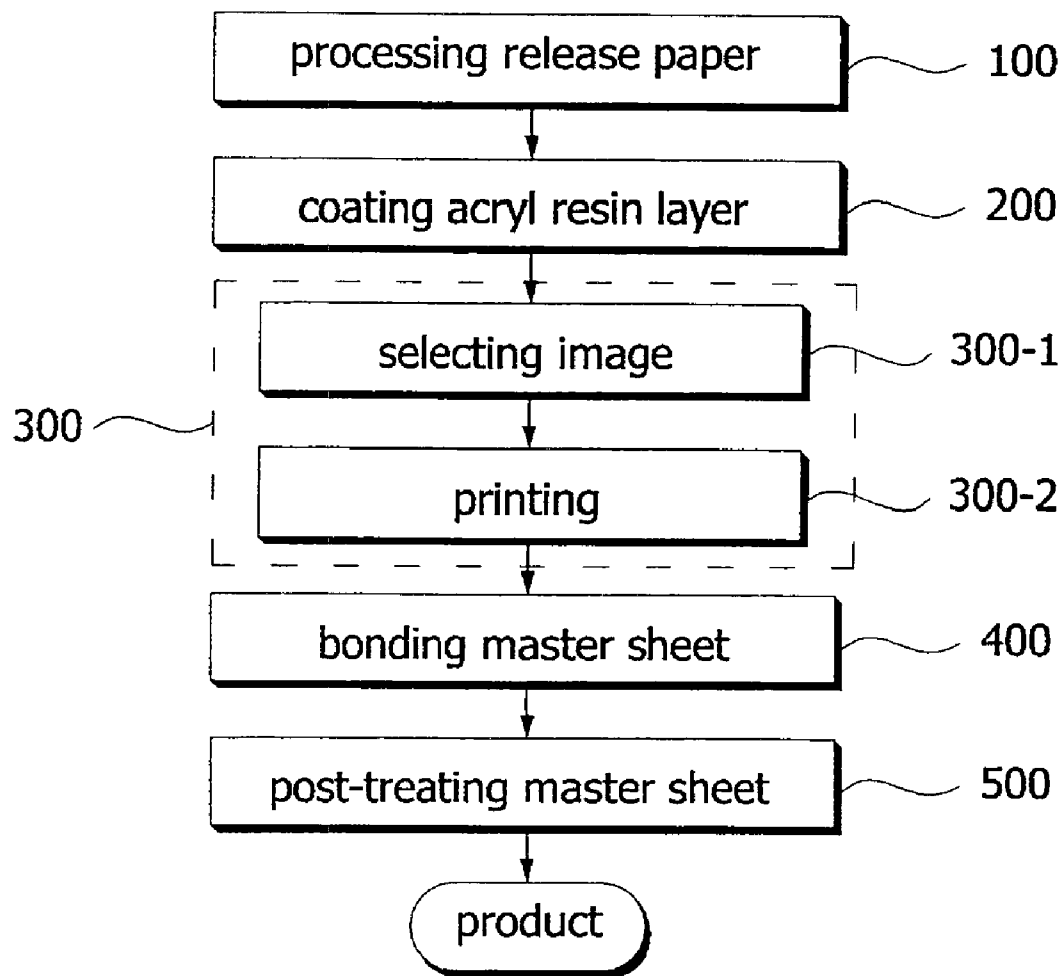 processing release paper 100
coating acryl resin layer 200
selecting image 300-1
300
printing 300-2
bonding master sheet 400
post-treating master sheet 500
product